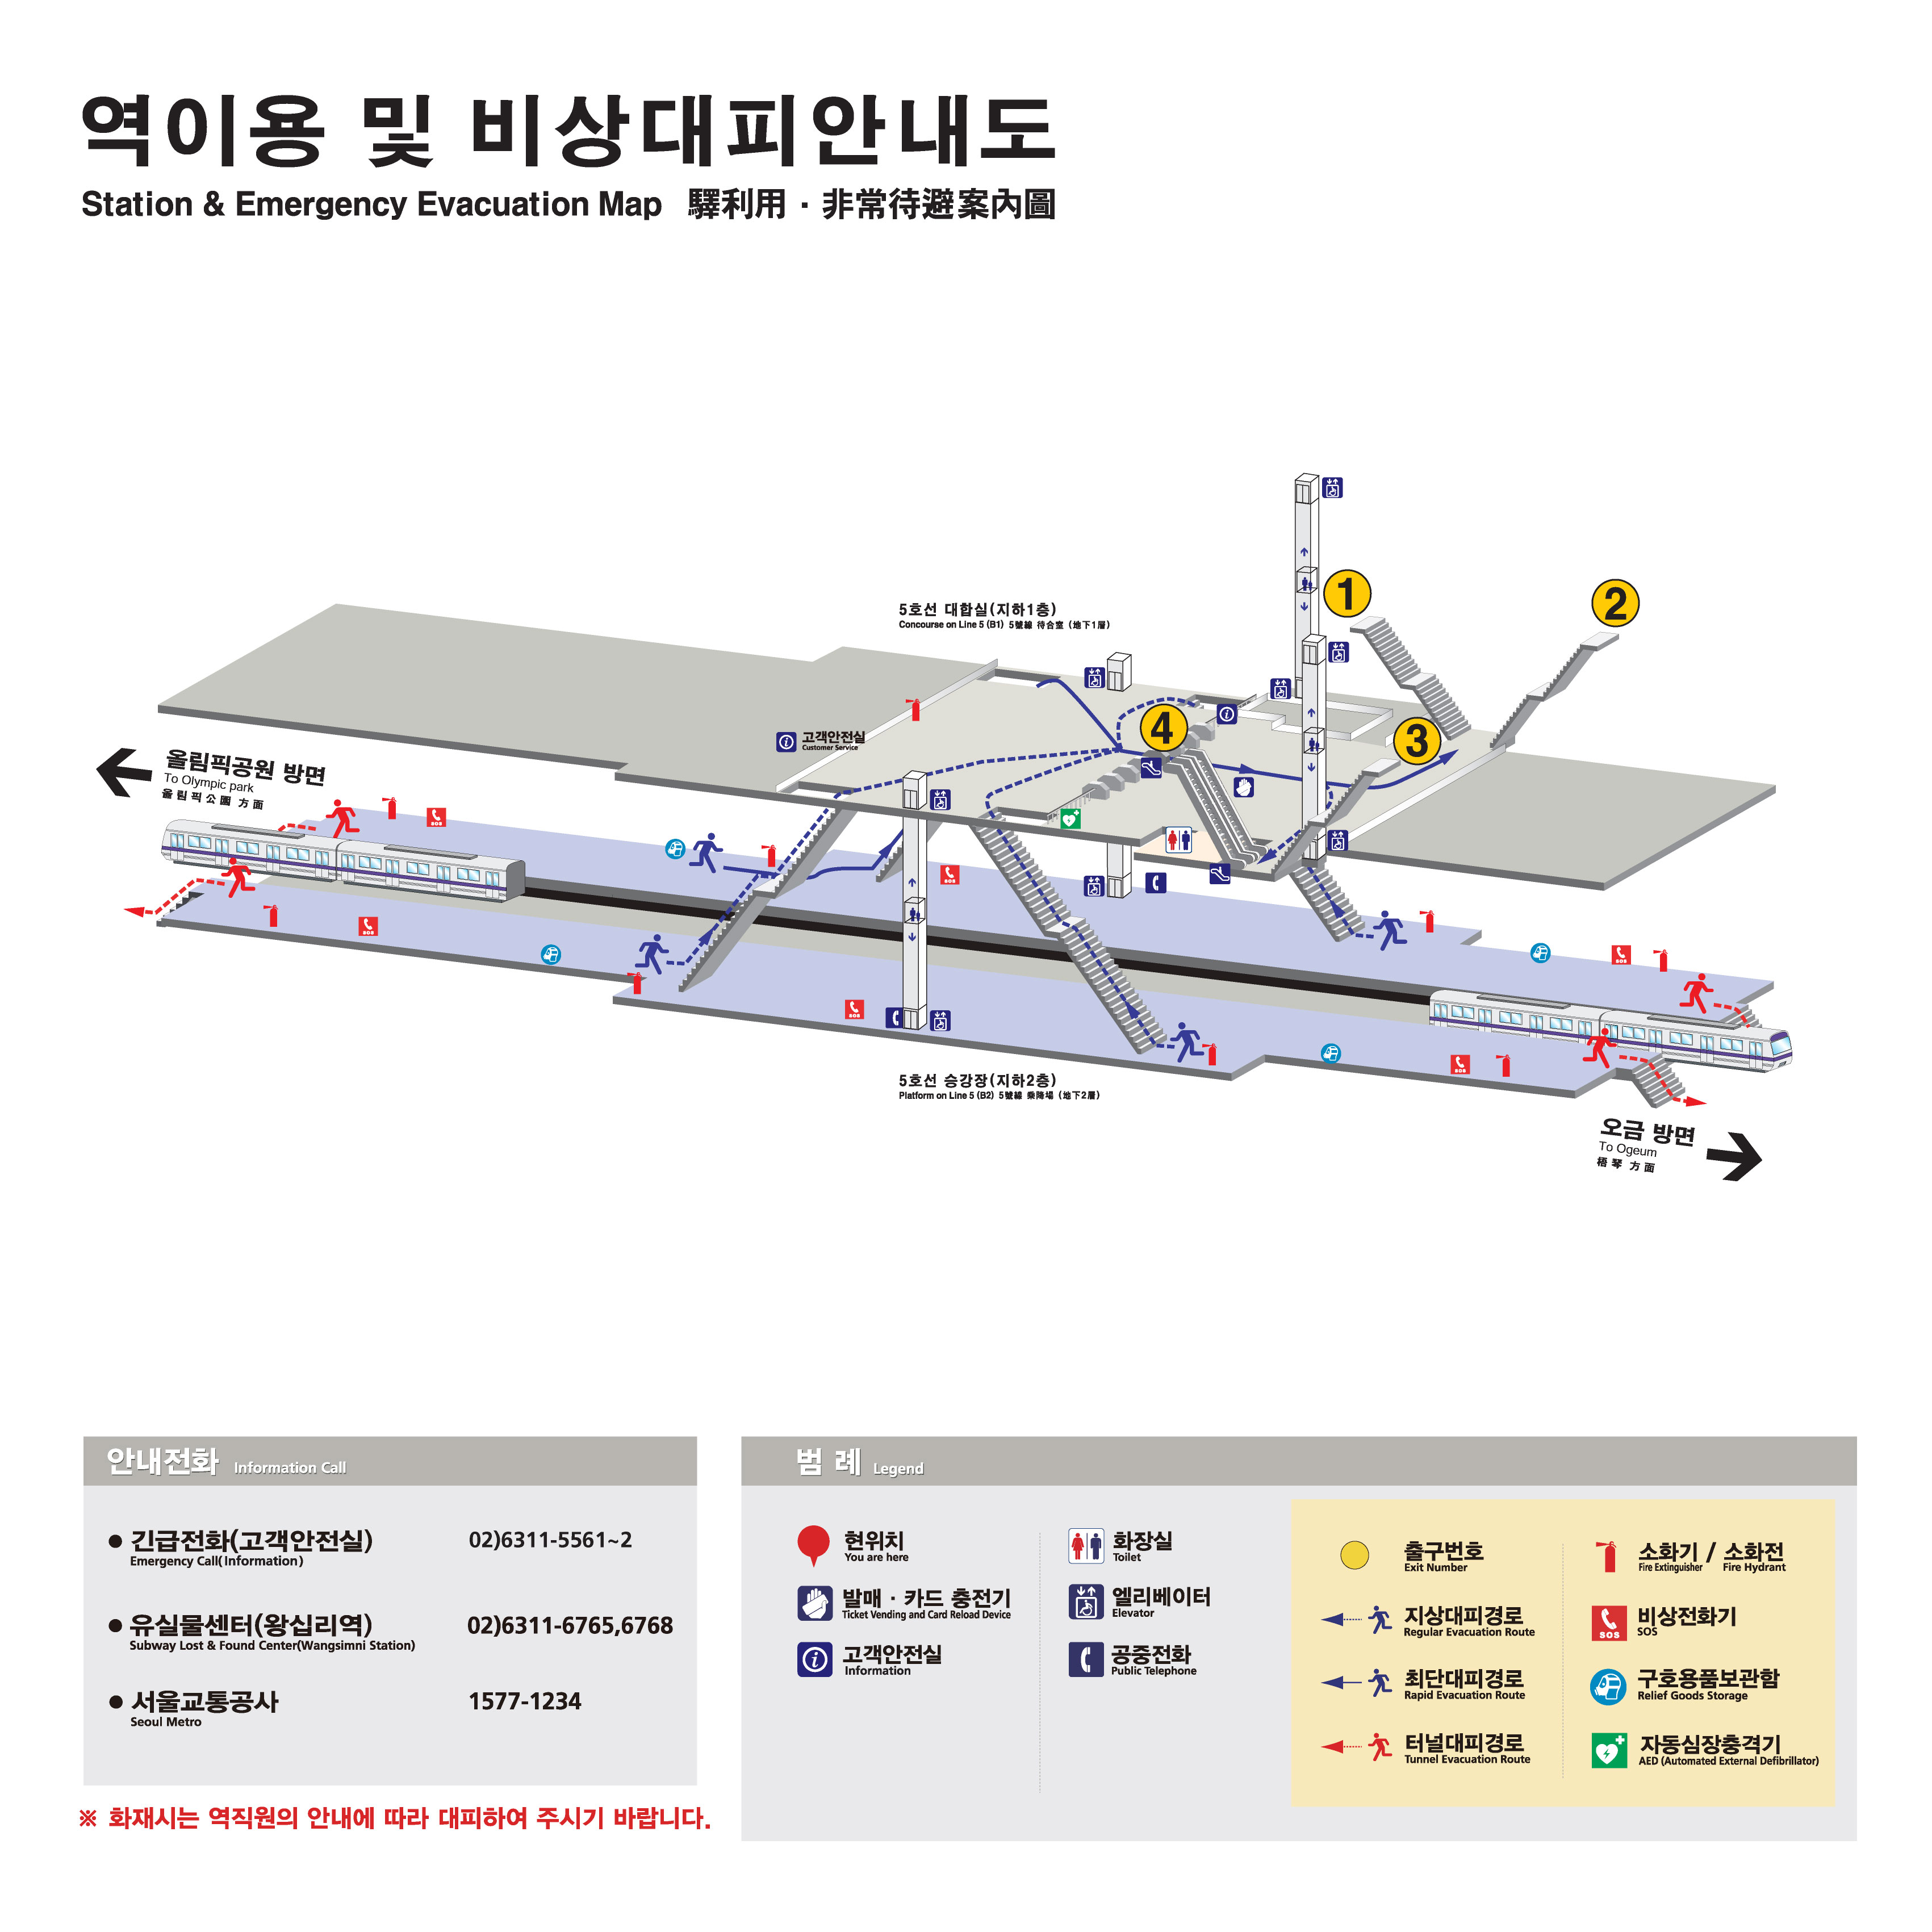 역이용 및 비상대피안내도
Station & Emergency Evacuation Map 驛利用 · 非常待避案內圖
1
2
5호선 대합실(지하1층)
Concourse on Line 5 (B1) 5號線 待合室 (地下1層)
4
3
고객안전실
Customer Service
올림픽공원 방면
To Olympic park
올림픽公園 方面
SOS
SOS
SOS
SOS
SOS
SOS
5호선 승강장(지하2층)
Platform on Line 5 (B2) 5號線 乘降場 (地下2層)
오금 방면
To Ogeum
梧琴 方面
안내전화 Information Call
긴급전화(고객안전실) 02)6311-5561~2
Emergency Call(Information)
유실물센터(왕십리역) 02)6311-6765,6768
Subway Lost & Found Center(Wangsimni Station)
서울교통공사 1577-1234
Seoul Metro
※ 화재시는 역직원의 안내에 따라 대피하여 주시기 바랍니다.
범 례 Legend
현위치
You are here
발매 · 카드 충전기
Ticket Vending and Card Reload Device
고객안전실
Information
화장실
Toilet
엘리베이터
Elevator
공중전화
Public Telephone
출구번호
Exit Number
지상대피경로
Regular Evacuation Route
최단대피경로
Rapid Evacuation Route
터널대피경로
Tunnel Evacuation Route
소화기 / 소화전
Fire Extinguisher Fire Hydrant
SOS
비상전화기
SOS
구호용품보관함
Relief Goods Storage
자동심장충격기
AED (Automated External Defibrillator)